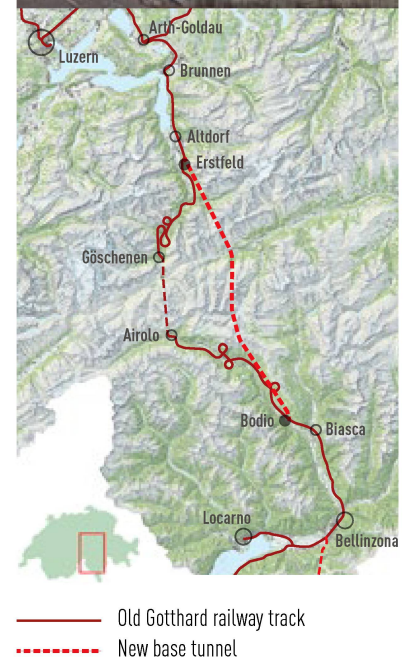 Arth-Goldau
Luzern
Brunnen
Altdorf
Erstfeld
Göschenen
Airolo
Bodio
Biasca
Locarno
Bellinzona
Old Gotthard railway track
New base tunnel